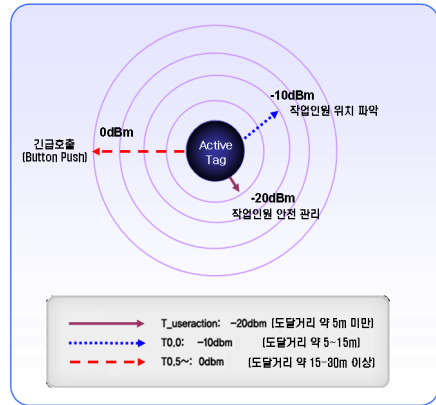 -10dBm
작업인원 위치 파악
0dBm
긴급호출
(Button Push)
Active
Tag
-20dBm
작업인원 안전 관리
T_useraction: -20dbm (도달거리 약 5m 미만)
T0,0: -10dbm (도달거리 약 5~15m)
T0,5~: 0dbm (도달거리 약 15-30m 이상)